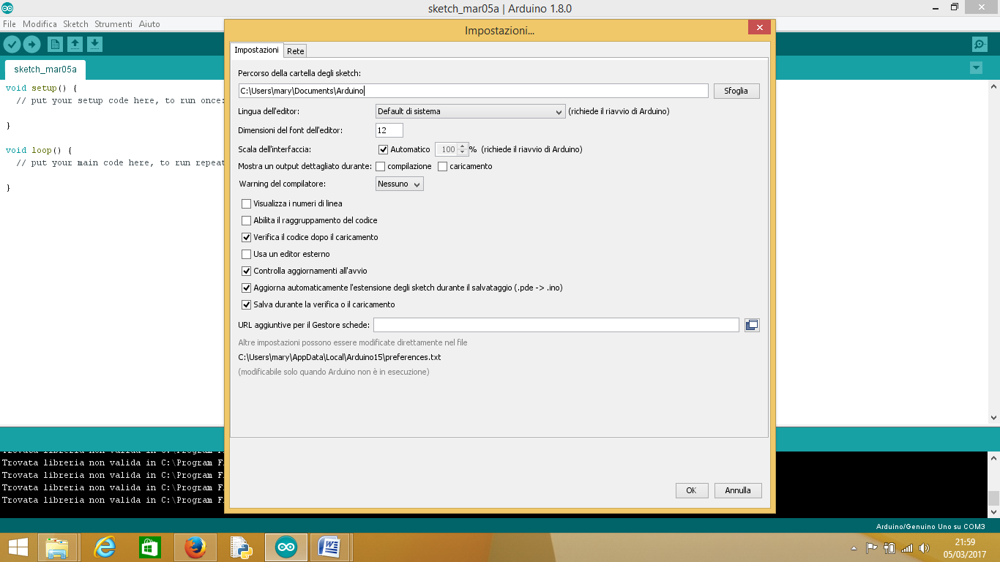 sketch_mar05a | Arduino 1.8.0
File Modifica Sketch Strumenti Aiuto
sketch_mar05a
void setup() {
// put your setup code here, to run once:
}
void loop() {
// put your main code here, to run repeat
}
Impostazioni...
Impostazioni Rete
Percorso della cartella degli sketch:
C:\Users\mary\Documents\Arduino Sfoglia
Lingua dell'editor: Default di sistema (richiede il riavvio di Arduino)
Dimensioni del font dell'editor: 12
Scala dell'interfaccia: Automatico 100 % (richiede il riavvio di Arduino)
Mostra un output dettagliato durante: compilazione caricamento
Warning del compilatore: Nessuno
Visualizza i numeri di linea
Abilita il raggruppamento del codice
Verifica il codice dopo il caricamento
Usa un editor esterno
Controlla aggiornamenti all'avvio
Aggiorna automaticamente l'estensione degli sketch durante il salvataggio (.pde -> .ino)
Salva durante la verifica o il caricamento
URL aggiuntive per il Gestore schede:
Altre impostazioni possono essere modificate direttamente nel file
C:\Users\mary\AppData\Local\Arduino15\preferences.txt
(modificabile solo quando Arduino non è in esecuzione)
OK Annulla
Trovata libreria non valida in C:\Program F
Trovata libreria non valida in C:\Program F
Trovata libreria non valida in C:\Program F
Trovata libreria non valida in C:\Program F
Arduino/Genuino Uno su COM3
21:59
05/03/2017